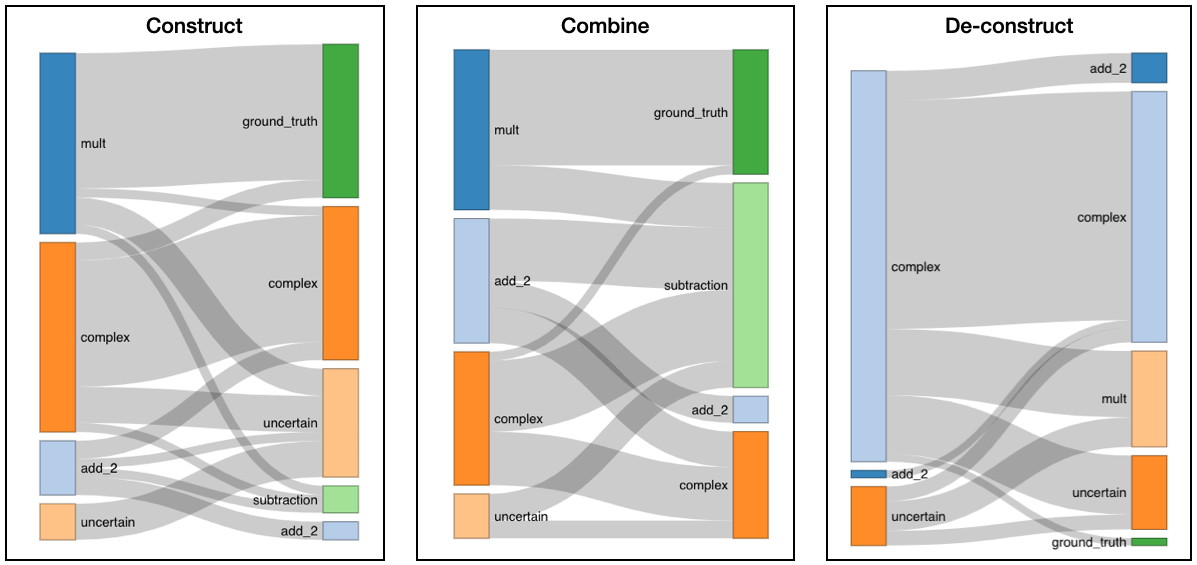 Construct
mult
complex
add_2
uncertain
ground_truth
complex
uncertain
subtraction
add_2
Combine
mult
add_2
complex
uncertain
ground_truth
subtraction
add_2
complex
De-construct
complex
add_2
uncertain
add_2
complex
mult
uncertain
ground_truth